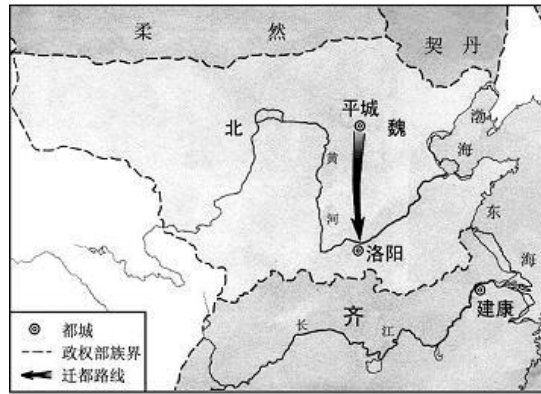 柔然
契丹
平城
北魏
渤海
黄河
东海
洛阳
建康
齐
长江
都城
政权部族界
迁都路线